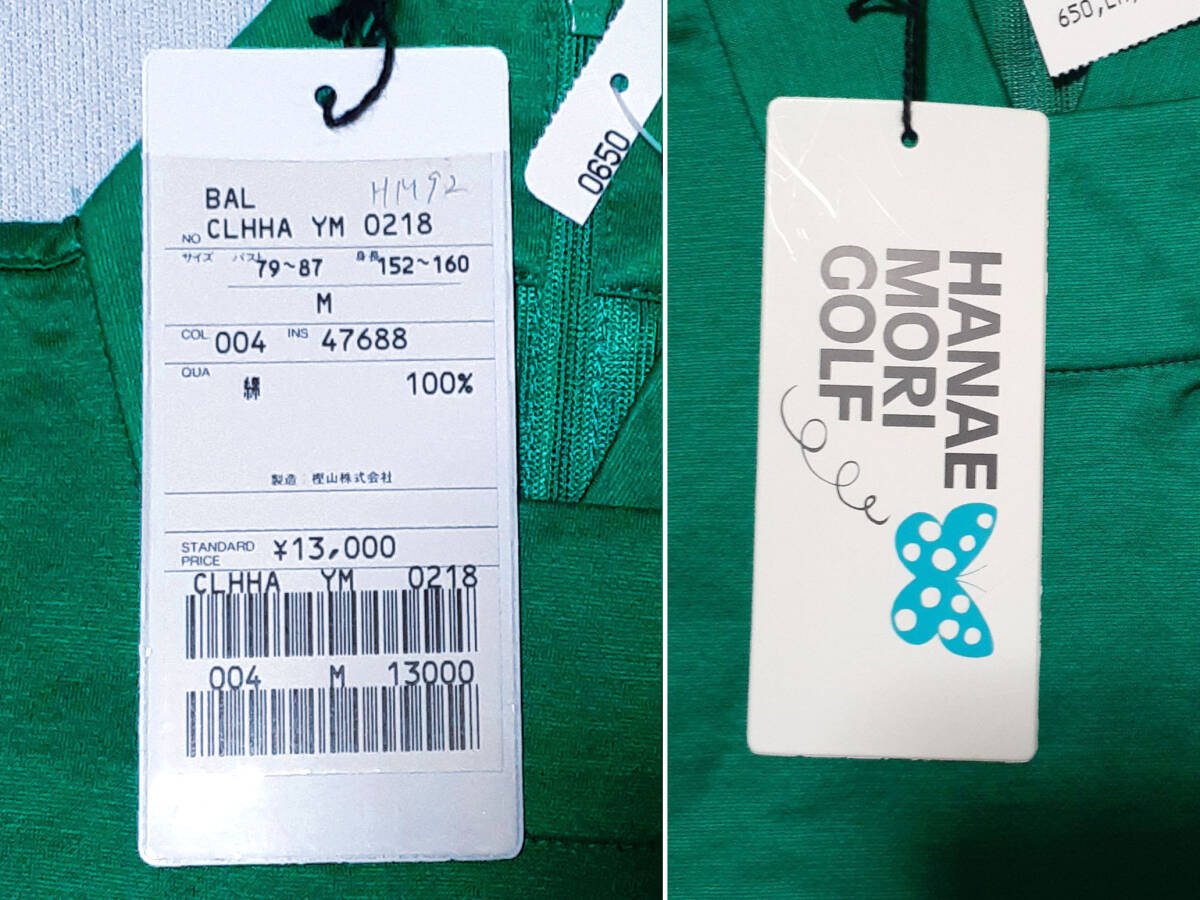 BAL
HM92
NO CLHHA YM 0218
サイズ バスト 79~87 身長 152~160
M
COL 004 INS 47688
QUA 綿 100%
製造:樫山株式会社
STANDARD PRICE ¥13,000
CLHHA YM 0218
004 M 13000
0650
HANAE
MORI
GOLF